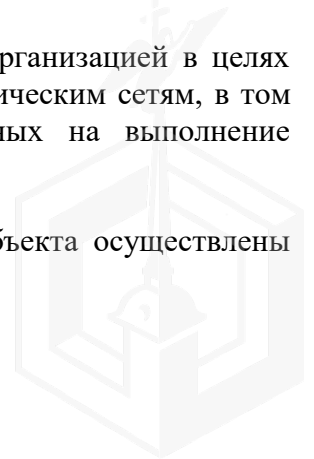 рганизацией в целях
ическим сетям, в том
ных на выполнение
бъекта осуществлены